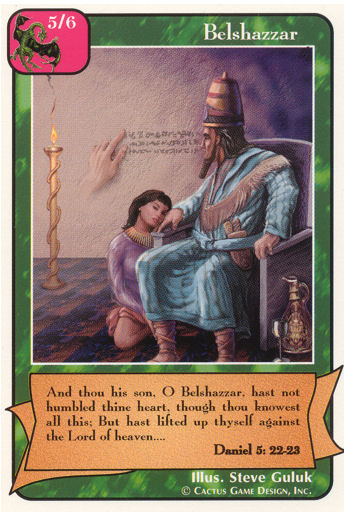 5/6
Belshazzar
And thou his son, O Belshazzar, hast not
humbled thine heart, though thou knowest
all this; But hast lifted up thyself against
the Lord of heaven....
Daniel 5: 22-23
Illus. Steve Guluk
© Cactus Game Design, Inc.